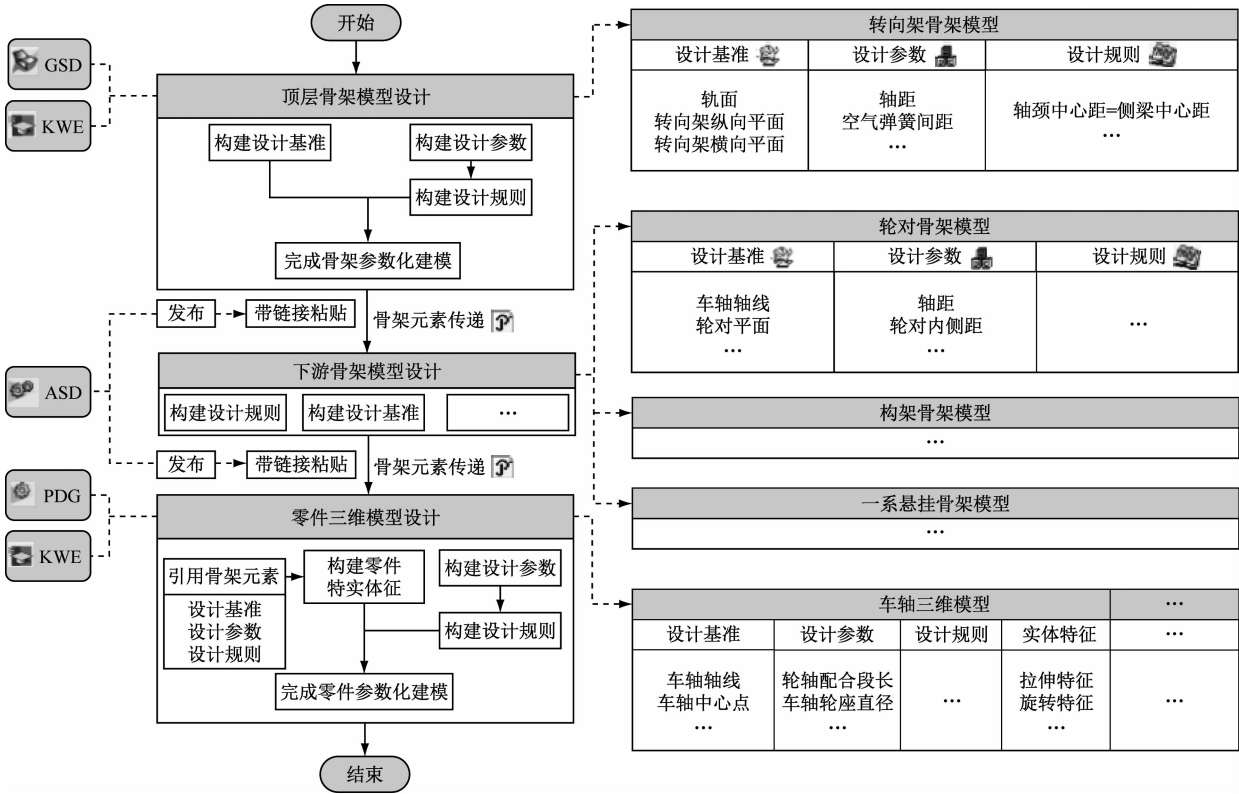 开始
GSD
KWE
顶层骨架模型设计
构建设计基准
构建设计参数
构建设计规则
完成骨架参数化建模
发布
带链接粘贴
骨架元素传递
ASD
下游骨架模型设计
构建设计规则
构建设计基准
…
发布
带链接粘贴
骨架元素传递
PDG
KWE
零件三维模型设计
引用骨架元素
设计基准
设计参数
设计规则
构建零件
特实体征
构建设计参数
构建设计规则
完成零件参数化建模
结束
转向架骨架模型
设计基准
设计参数
设计规则
轨面
转向架纵向平面
转向架横向平面
轴距
空气弹簧间距
…
轴颈中心距=侧梁中心距
…
轮对骨架模型
设计基准
设计参数
设计规则
车轴轴线
轮对平面
…
轴距
轮对内侧距
…
…
构架骨架模型
…
一系悬挂骨架模型
…
车轴三维模型
…
设计基准
设计参数
设计规则
实体特征
…
车轴轴线
车轴中心点
…
轮轴配合段长
车轴轮座直径
…
…
拉伸特征
旋转特征
…
…